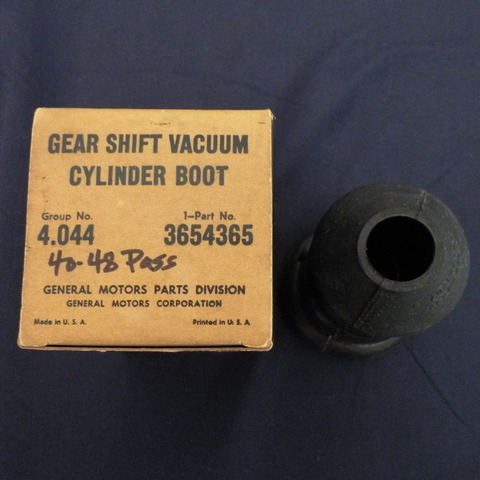 GEAR SHIFT VACUUM
CYLINDER BOOT
Group No. 1-Part No.
4.044 3654365
40-48 Pass
GENERAL MOTORS PARTS DIVISION
GENERAL MOTORS CORPORATION
Made in U. S. A. Printed in U. S. A